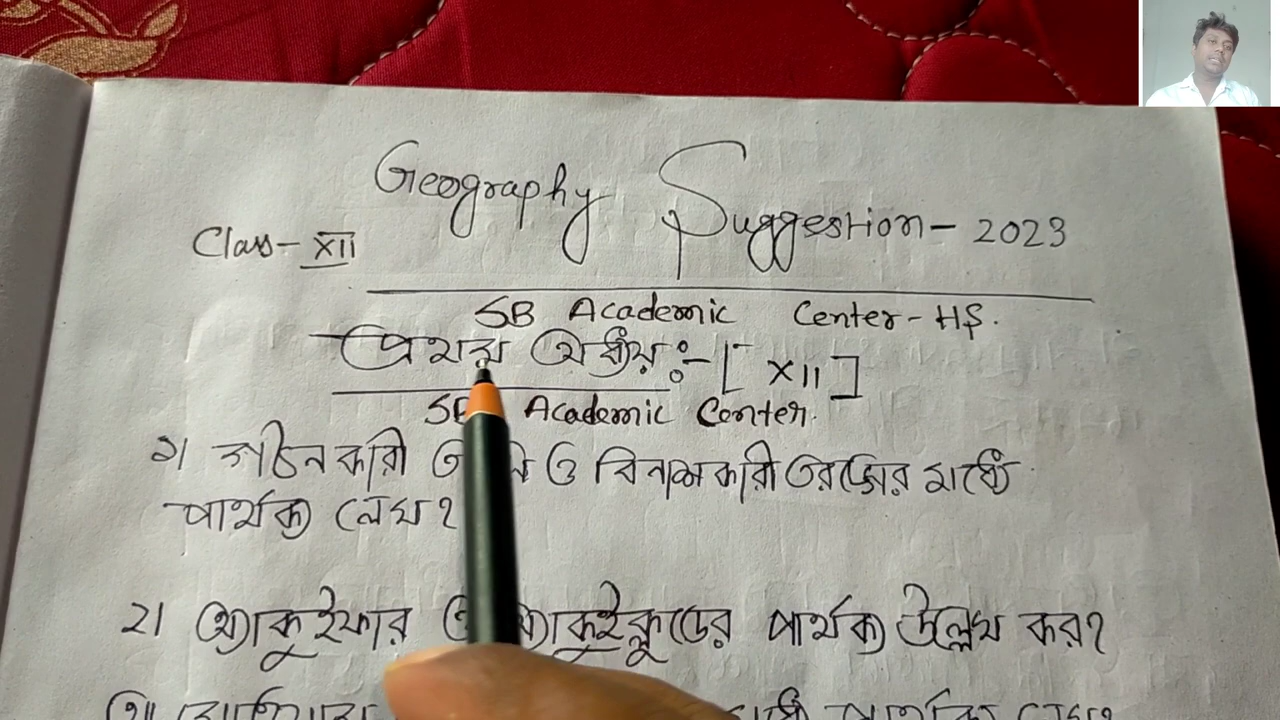 Geography Suggestion - 2023
Class - XII
SB Academic Center - HS.
প্রথম অধ্যায় :- [ XII ]
SB Academic Center.
১। গঠনকারী ও বিনাশকারী তরঙ্গের মধ্যে
পার্থক্য লেখ?
২। অ্যাকুইফার অ্যাকুইক্লুডের পার্থক্য উল্লেখ কর?
পার্থক্য লেখ?